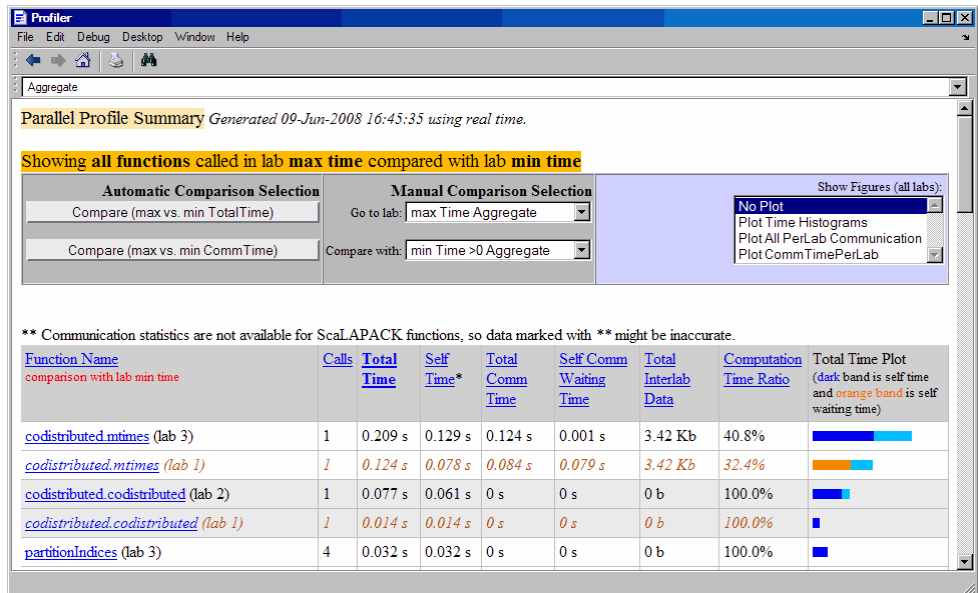 Profiler
File Edit Debug Desktop Window Help
Aggregate
Parallel Profile Summary Generated 09-Jun-2008 16:45:35 using real time.
Showing all functions called in lab max time compared with lab min time
Automatic Comparison Selection
Compare (max vs. min TotalTime)
Compare (max vs. min CommTime)
Manual Comparison Selection
Go to lab: max Time Aggregate
Compare with: min Time >0 Aggregate
Show Figures (all labs):
No Plot
Plot Time Histograms
Plot All PerLab Communication
Plot CommTimePerLab
** Communication statistics are not available for ScaLAPACK functions, so data marked with ** might be inaccurate.
Function Name
comparison with lab min time
Calls
Total
Time
Self
Time*
Total
Comm
Time
Self Comm
Waiting
Time
Total
Interlab
Data
Computation
Time Ratio
Total Time Plot
(dark band is self time
and orange band is self
waiting time)
codistributed.mtimes (lab 3) 1 0.209 s 0.129 s 0.124 s 0.001 s 3.42 Kb 40.8%
codistributed.mtimes (lab 1) 1 0.124 s 0.078 s 0.084 s 0.079 s 3.42 Kb 32.4%
codistributed.codistributed (lab 2) 1 0.077 s 0.061 s 0 s 0 s 0 b 100.0%
codistributed.codistributed (lab 1) 1 0.014 s 0.014 s 0 s 0 s 0 b 100.0%
partitionIndices (lab 3) 4 0.032 s 0.032 s 0 s 0 s 0 b 100.0%